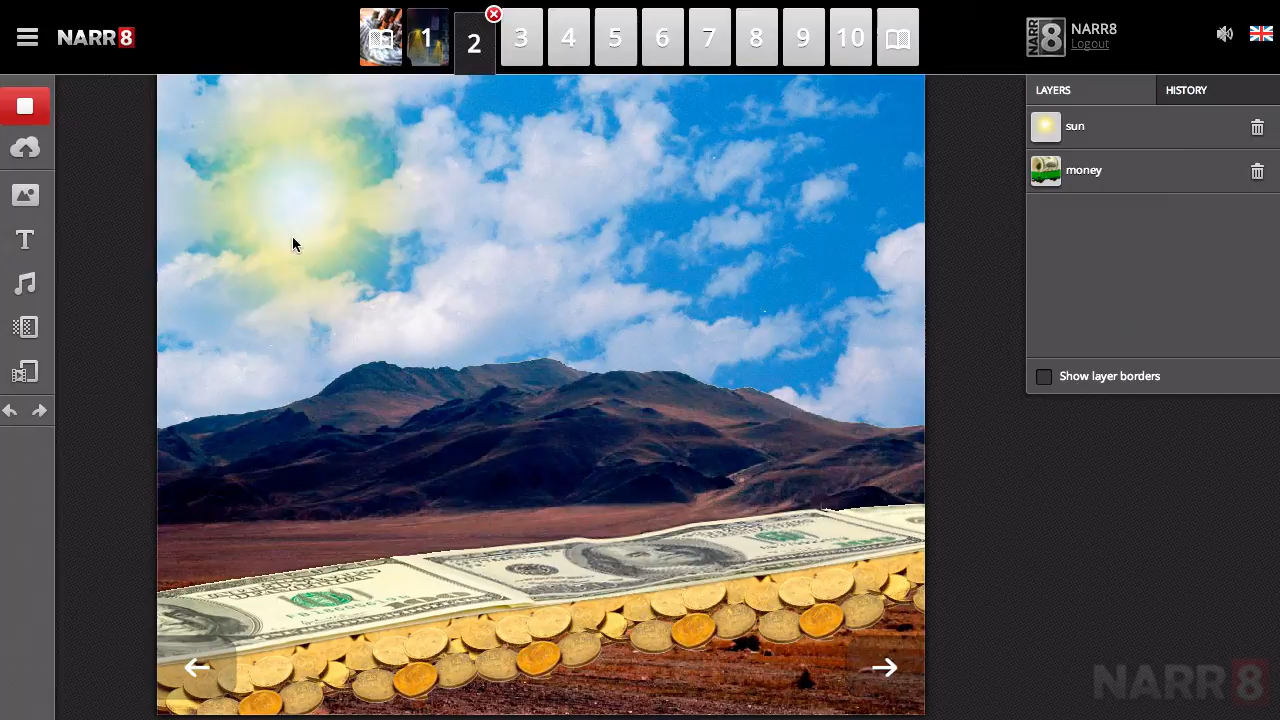 NARR8
1
2
3
4
5
6
7
8
9
10
NARR8
Logout
LAYERS
HISTORY
sun
money
Show layer borders
NARR8